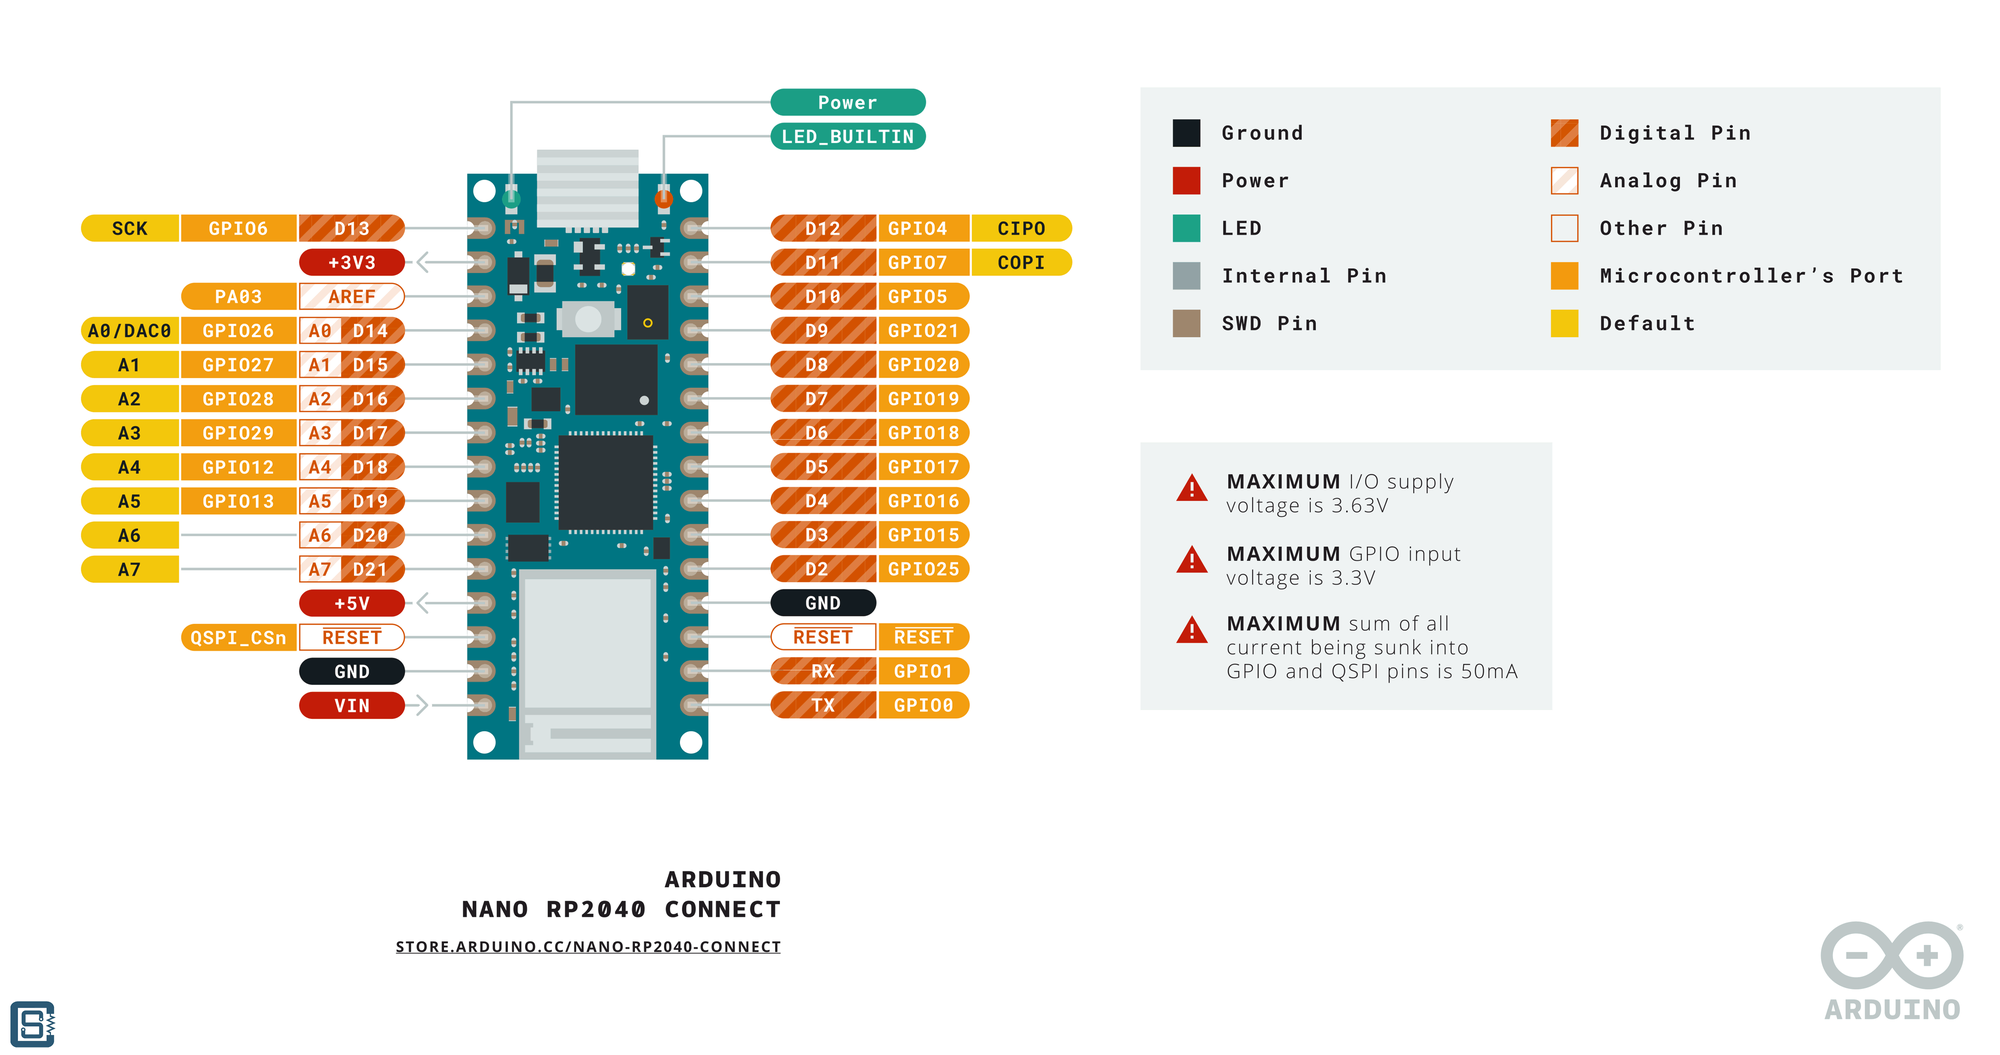 Power
LED_BUILTIN
SCK GPIO6 D13
+3V3
PA03 AREF
A0/DAC0 GPIO26 A0 D14
A1 GPIO27 A1 D15
A2 GPIO28 A2 D16
A3 GPIO29 A3 D17
A4 GPIO12 A4 D18
A5 GPIO13 A5 D19
A6 A6 D20
A7 A7 D21
+5V
QSPI_CSn RESET
GND
VIN
D12 GPIO4 CIPO
D11 GPIO7 COPI
D10 GPIO5
D9 GPIO21
D8 GPIO20
D7 GPIO19
D6 GPIO18
D5 GPIO17
D4 GPIO16
D3 GPIO15
D2 GPIO25
GND
RESET RESET
RX GPIO1
TX GPIO0
Ground
Power
LED
Internal Pin
SWD Pin
Digital Pin
Analog Pin
Other Pin
Microcontroller's Port
Default
MAXIMUM I/O supply
voltage is 3.63V
MAXIMUM GPIO input
voltage is 3.3V
MAXIMUM sum of all
current being sunk into
GPIO and QSPI pins is 50mA
ARDUINO
NANO RP2040 CONNECT
STORE.ARDUINO.CC/NANO-RP2040-CONNECT
®
ARDUINO